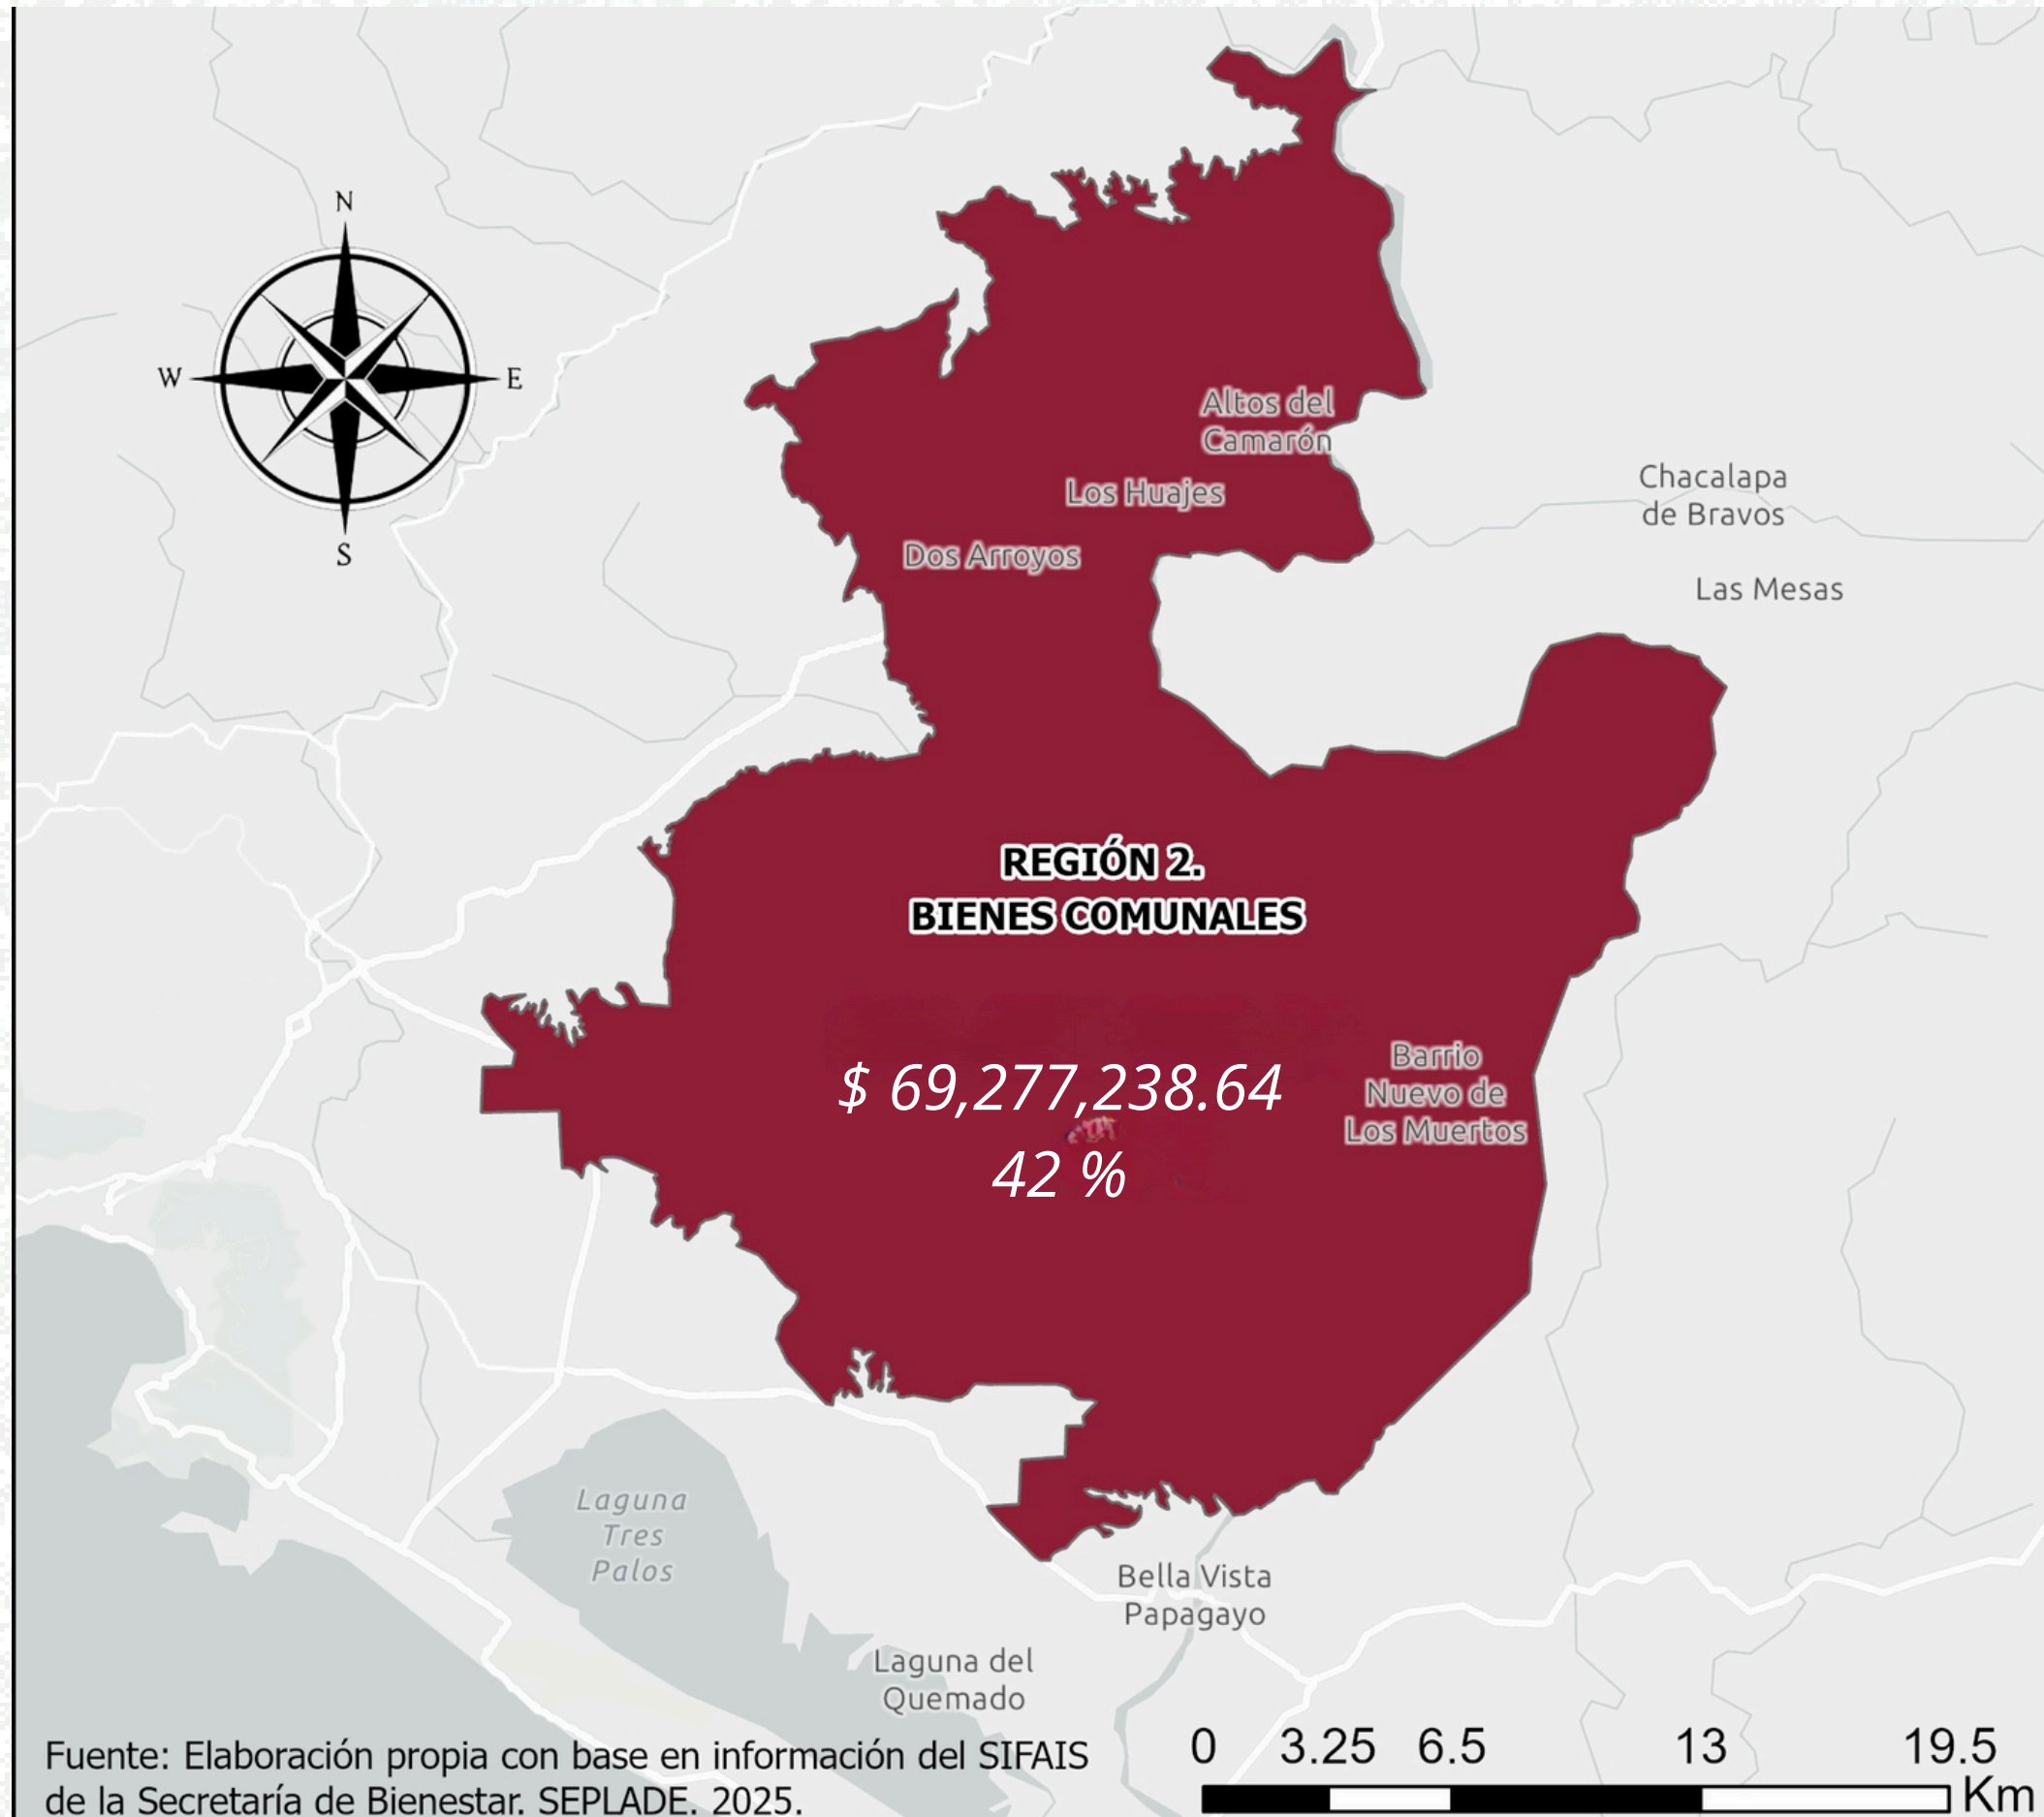 N
W
E
S
Altos del
Camarón
Los Huajes
Dos Arroyos
Chacalapa
de Bravos
Las Mesas
REGIÓN 2.
BIENES COMUNALES
$ 69,277,238.64
42 %
Barrio
Nuevo de
Los Muertos
Laguna
Tres
Palos
Bella Vista
Papagayo
Laguna del
Quemado
Fuente: Elaboración propia con base en información del SIFAIS
de la Secretaría de Bienestar. SEPLADE. 2025.
0 3.25 6.5 13 19.5
Km